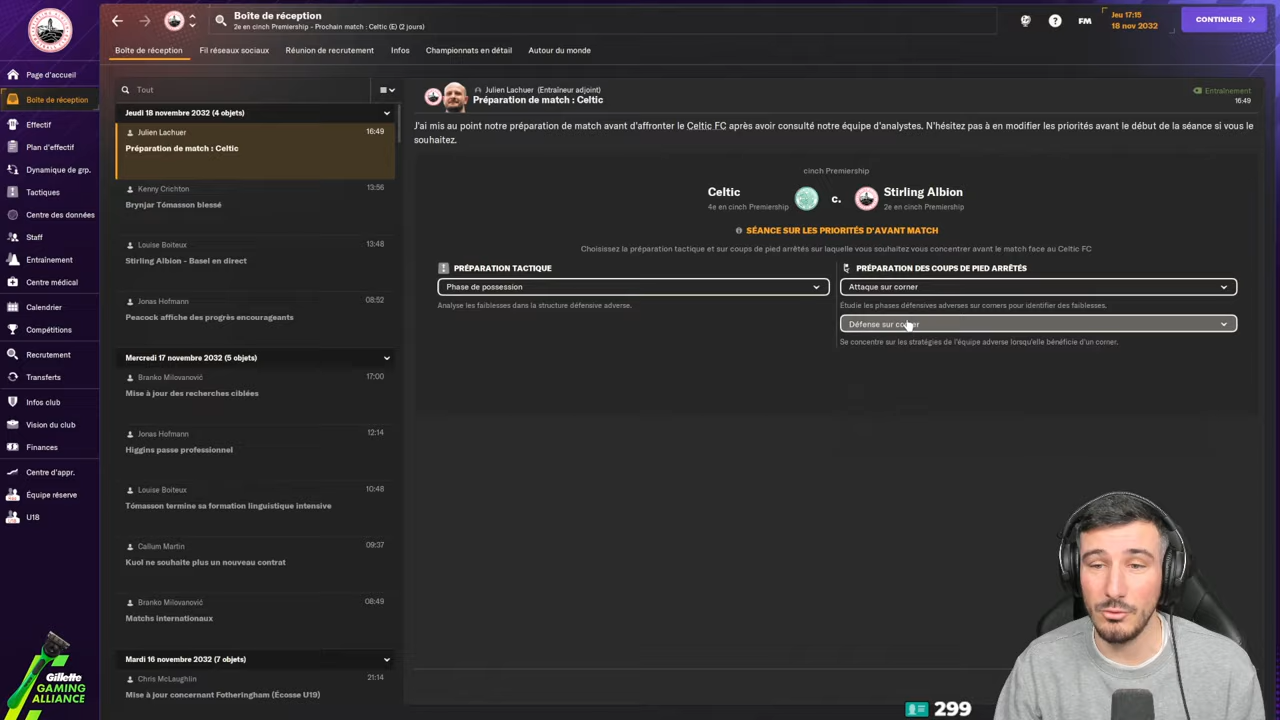 Boîte de réception
2e en cinch Premiership - Prochain match : Celtic (E) (2 jours)
FM
Jeu 17:15
18 nov 2032
CONTINUER
Boîte de réception
Fil réseaux sociaux
Réunion de recrutement
Infos
Championnats en détail
Autour du monde
Page d'accueil
Boîte de réception
Effectif
Plan d'effectif
Dynamique de grp.
Tactiques
Centre des données
Staff
Entraînement
Centre médical
Calendrier
Compétitions
Recrutement
Transferts
Infos club
Vision du club
Finances
Centre d'appr.
Équipe réserve
U18
Gillette
GAMING
ALLIANCE
Tout
Jeudi 18 novembre 2032 (4 objets)
Julien Lachuer
16:49
Préparation de match : Celtic
Kenny Crichton
13:56
Brynjar Tómasson blessé
Louise Boiteux
13:48
Stirling Albion - Basel en direct
Jonas Hofmann
08:52
Peacock affiche des progrès encourageants
Mercredi 17 novembre 2032 (5 objets)
Branko Milovanović
17:00
Mise à jour des recherches ciblées
Jonas Hofmann
12:14
Higgins passe professionnel
Louise Boiteux
10:48
Tómasson termine sa formation linguistique intensive
Callum Martin
09:37
Kuol ne souhaite plus un nouveau contrat
Branko Milovanović
08:49
Matchs internationaux
Mardi 16 novembre 2032 (7 objets)
Chris McLaughlin
21:14
Mise à jour concernant Fotheringham (Écosse U19)
Julien Lachuer (Entraîneur adjoint)
Préparation de match : Celtic
Entraînement
16:49
J'ai mis au point notre préparation de match avant d'affronter le Celtic FC après avoir consulté notre équipe d'analystes. N'hésitez pas à en modifier les priorités avant le début de la séance si vous le
souhaitez.
cinch Premiership
Celtic
4e en cinch Premiership
c.
Stirling Albion
2e en cinch Premiership
SÉANCE SUR LES PRIORITÉS D'AVANT MATCH
Choisissez la préparation tactique et sur coups de pied arrêtés sur laquelle vous souhaitez vous concentrer avant le match face au Celtic FC
PRÉPARATION TACTIQUE
Phase de possession
Analyse les faiblesses dans la structure défensive adverse.
PRÉPARATION DES COUPS DE PIED ARRÊTÉS
Attaque sur corner
Étudie les phases défensives adverses sur corners pour identifier des faiblesses.
Défense sur corner
Se concentre sur les stratégies de l'équipe adverse lorsqu'elle bénéficie d'un corner.
299